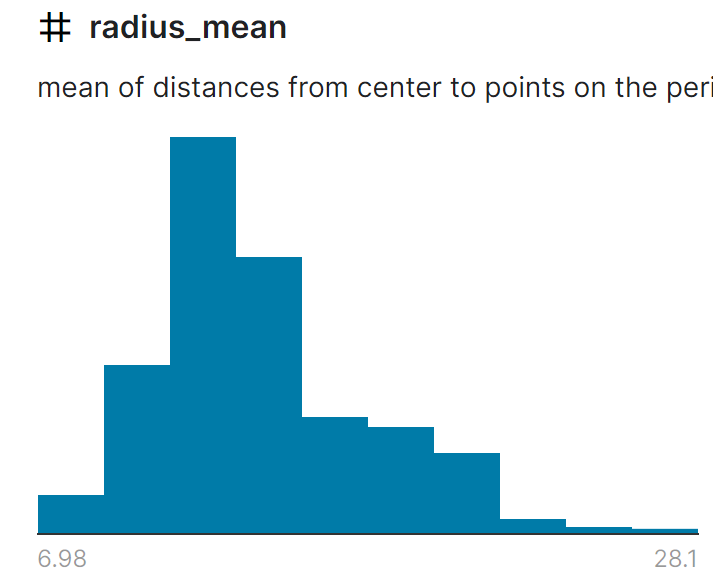 # radius_mean
mean of distances from center to points on the peri
6.98 28.1